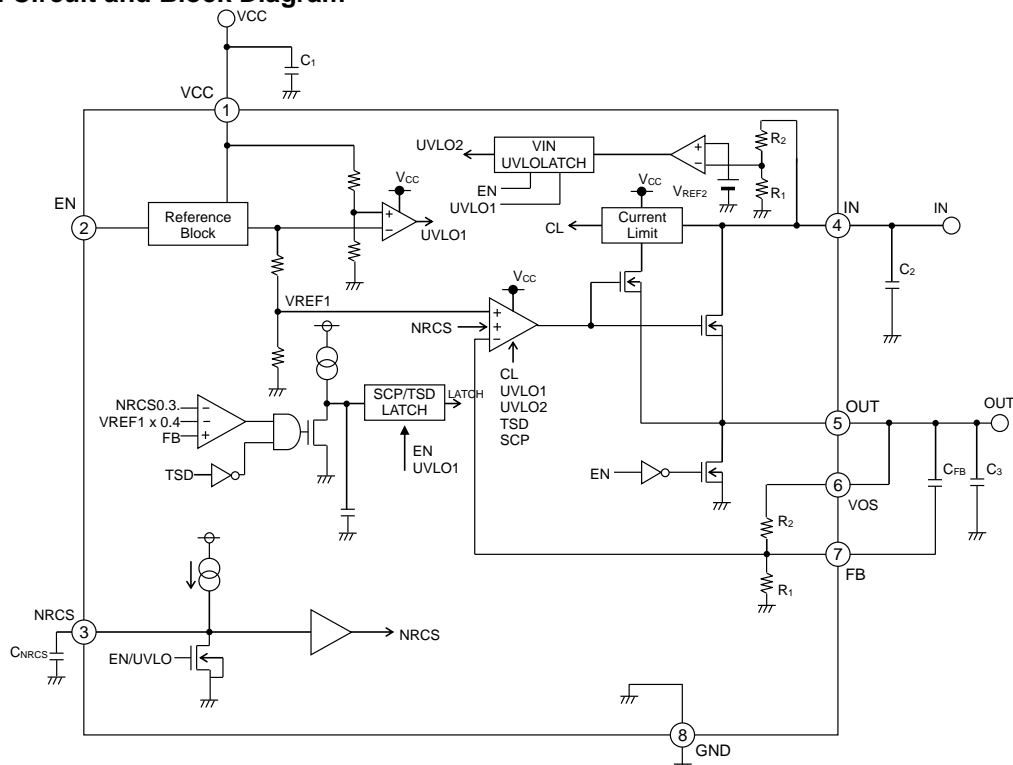 Circuit and Block Diagram
VCC
C1
VCC
1
EN
2
Reference
Block
VCC
+
−
UVLO1
UVLO2
VIN
UVLOLATCH
EN
UVLO1
+
−
VREF2
R2
R1
VCC
CL
Current
Limit
4
IN
IN
C2
VREF1
NRCS
+
+
−
VCC
CL
UVLO1
UVLO2
TSD
SCP
NRCS0.3.
VREF1 x 0.4
FB
−
−
+
TSD
SCP/TSD
LATCH
LATCH
EN
UVLO1
EN
OUT
5
OUT
6
VOS
CFB
C3
R2
7
FB
R1
NRCS
3
CNRCS
EN/UVLO
NRCS
8
GND